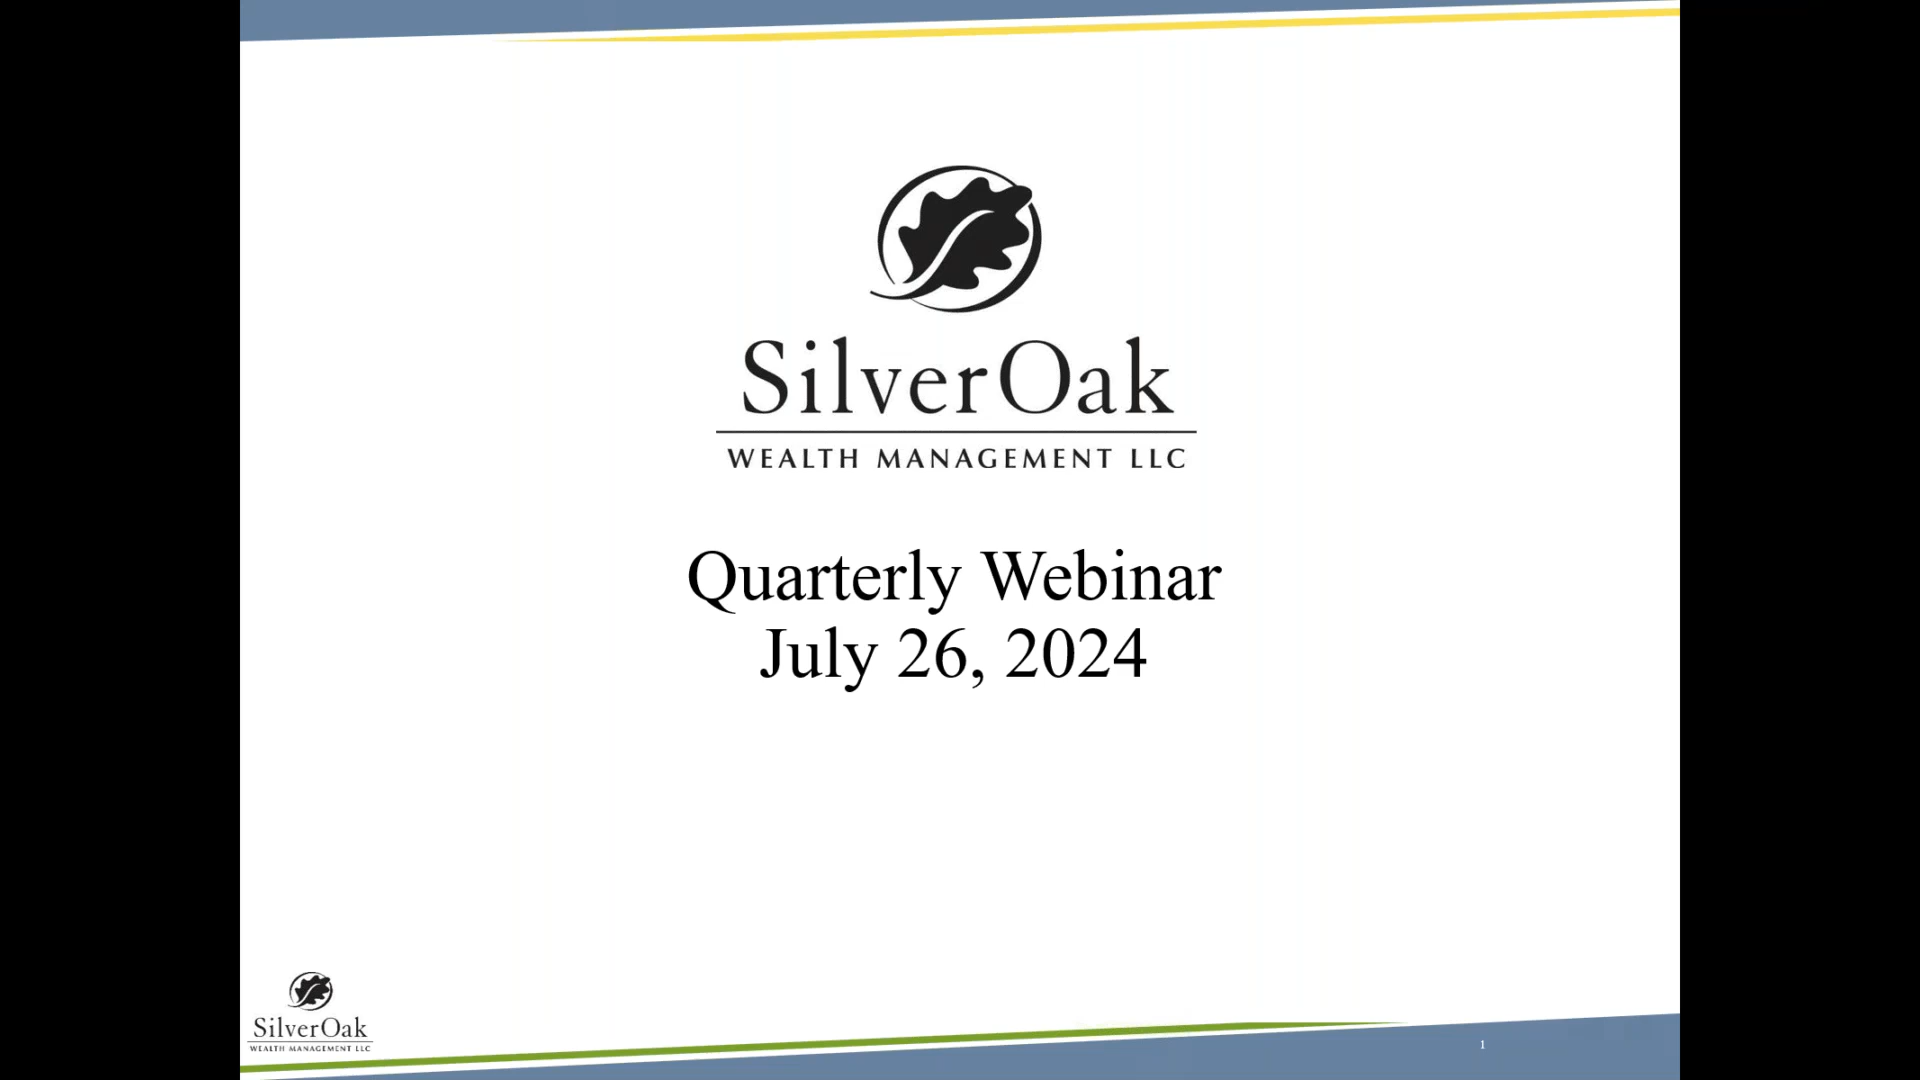 SilverOak
WEALTH MANAGEMENT LLC
Quarterly Webinar
July 26, 2024
SilverOak
WEALTH MANAGEMENT LLC
1